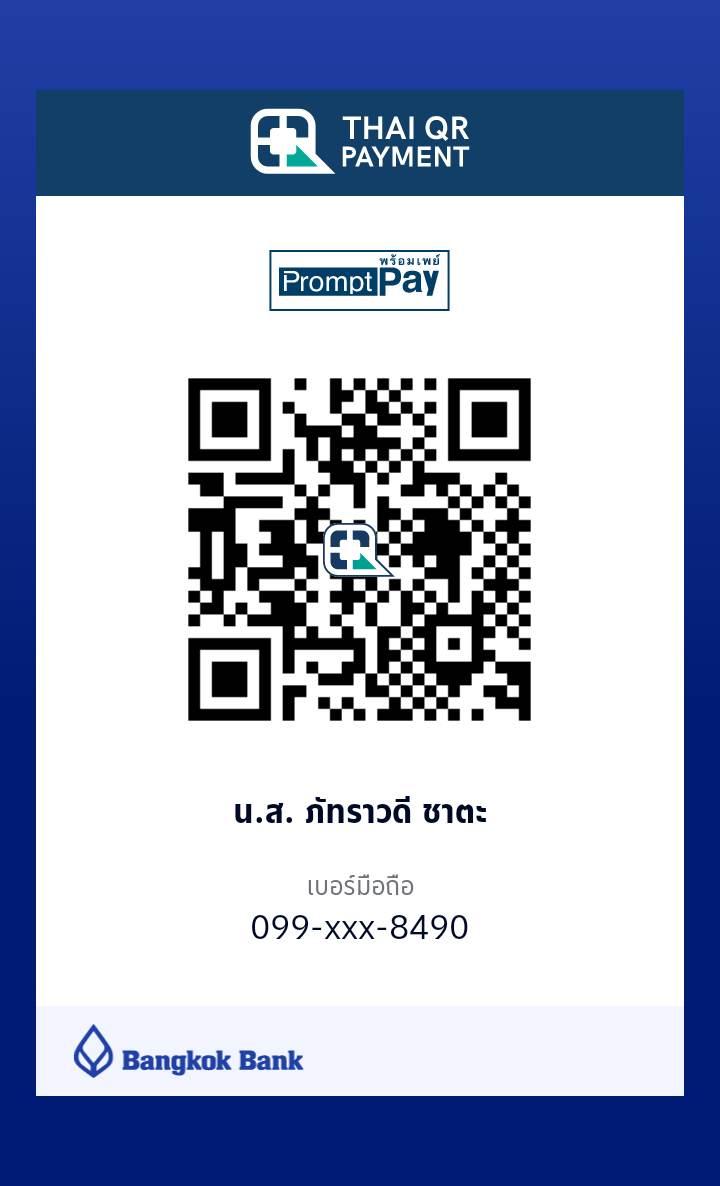 THAI QR
PAYMENT
พร้อมเพย์
PromptPay
น.ส. ภัทราวดี ชาตะ
เบอร์มือถือ
099-xxx-8490
Bangkok Bank